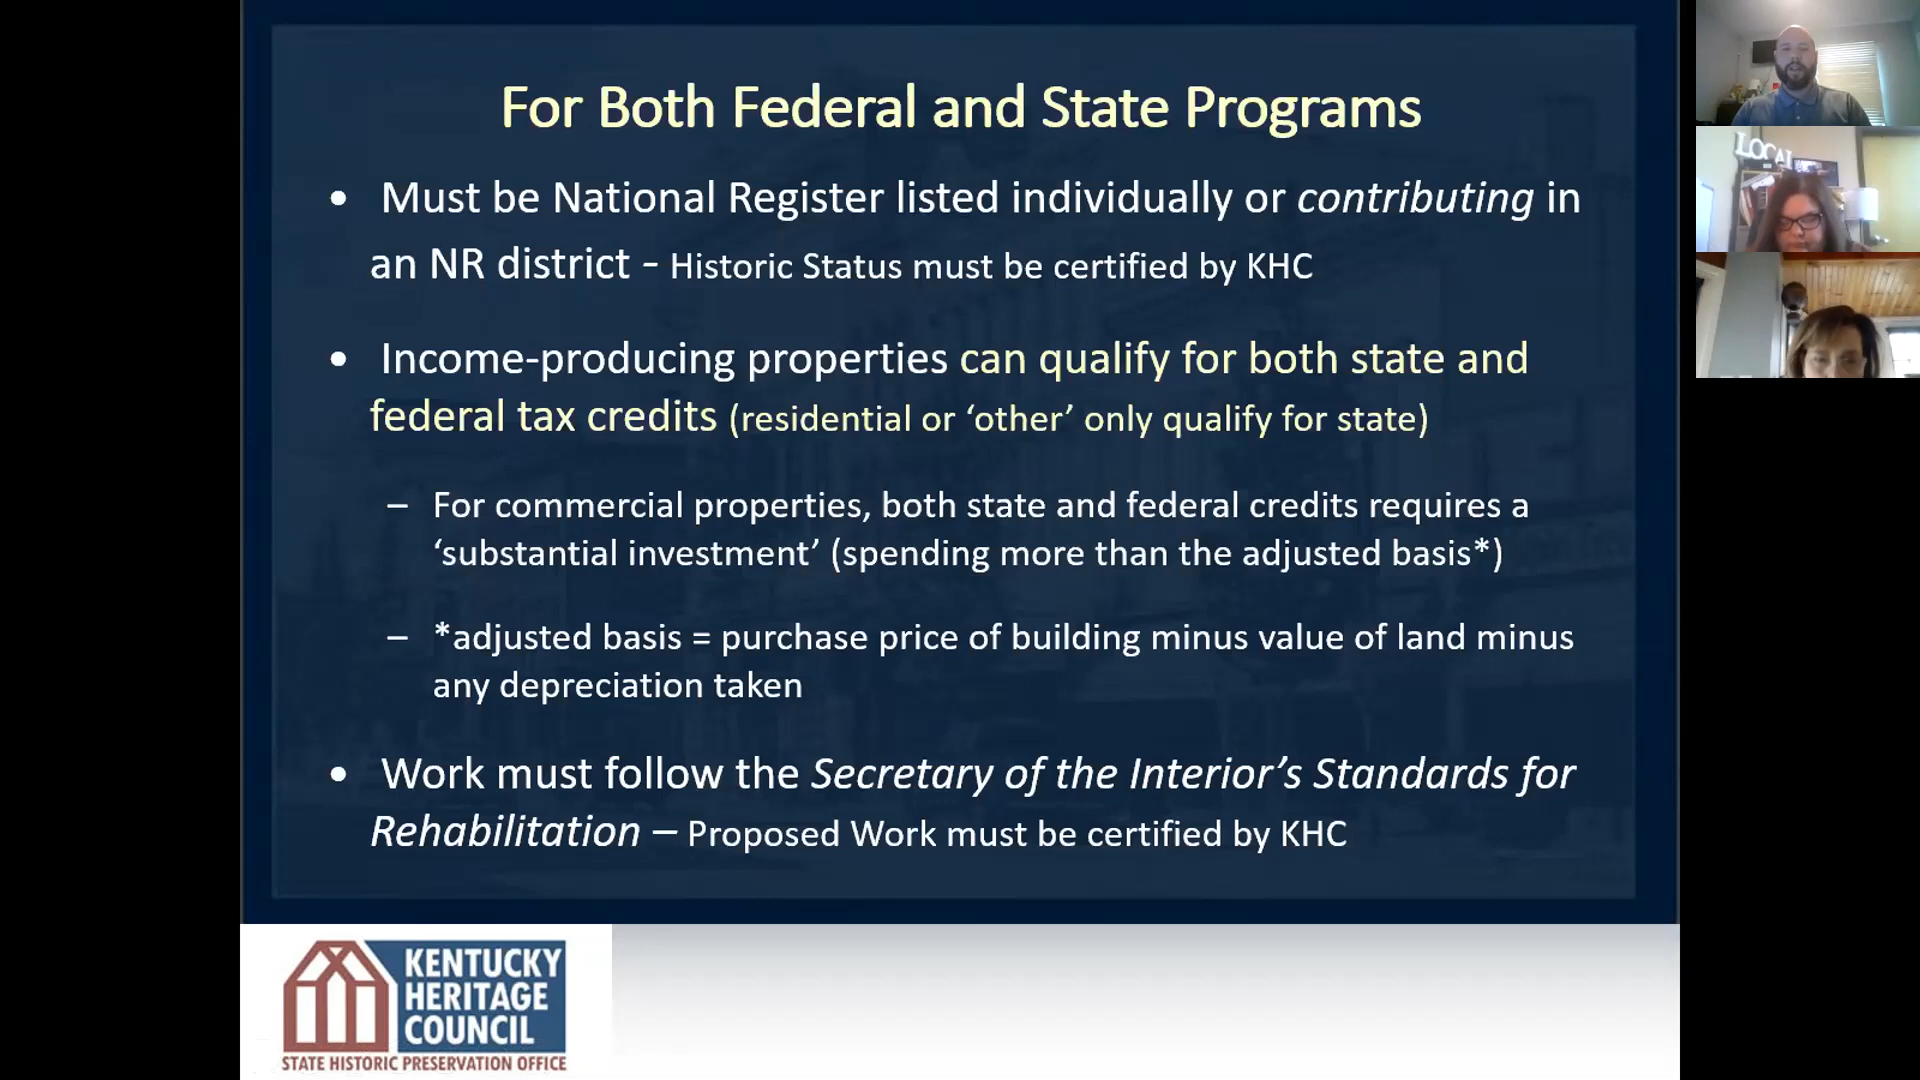 For Both Federal and State Programs
• Must be National Register listed individually or contributing in
an NR district - Historic Status must be certified by KHC
• Income-producing properties can qualify for both state and
federal tax credits (residential or ‘other’ only qualify for state)
– For commercial properties, both state and federal credits requires a
‘substantial investment’ (spending more than the adjusted basis*)
– *adjusted basis = purchase price of building minus value of land minus
any depreciation taken
• Work must follow the Secretary of the Interior’s Standards for
Rehabilitation – Proposed Work must be certified by KHC
KENTUCKY
HERITAGE
COUNCIL
STATE HISTORIC PRESERVATION OFFICE
LOCAL